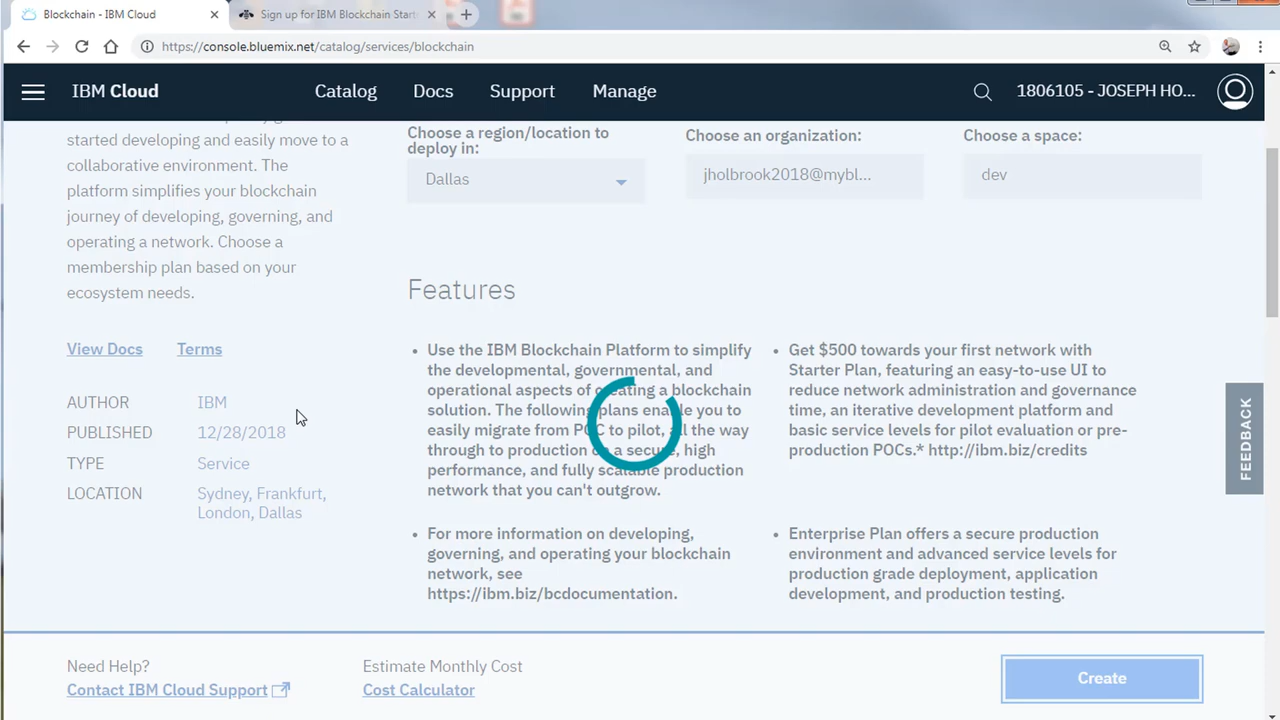 Blockchain - IBM Cloud
Sign up for IBM Blockchain Start
https://console.bluemix.net/catalog/services/blockchain
IBM Cloud
Catalog
Docs
Support
Manage
1806105 - JOSEPH HO...
started developing and easily move to a
collaborative environment. The
platform simplifies your blockchain
journey of developing, governing, and
operating a network. Choose a
membership plan based on your
ecosystem needs.
View Docs
Terms
AUTHOR IBM
PUBLISHED 12/28/2018
TYPE Service
LOCATION Sydney, Frankfurt,
London, Dallas
Choose a region/location to
deploy in:
Dallas
Choose an organization:
jholbrook2018@mybl...
Choose a space:
dev
Features
• Use the IBM Blockchain Platform to simplify
the developmental, governmental, and
operational aspects of creating a blockchain
solution. The following plans enable you to
easily migrate from POC to pilot, all the way
through to production on a secure, high
performance, and fully scalable production
network that you can't outgrow.
• Get $500 towards your first network with
Starter Plan, featuring an easy-to-use UI to
reduce network administration and governance
time, an iterative development platform and
basic service levels for pilot evaluation or pre-
production POCs.* http://ibm.biz/credits
• For more information on developing,
governing, and operating your blockchain
network, see
https://ibm.biz/bcdocumentation.
• Enterprise Plan offers a secure production
environment and advanced service levels for
production grade deployment, application
development, and production testing.
FEEDBACK
Need Help?
Contact IBM Cloud Support
Estimate Monthly Cost
Cost Calculator
Create